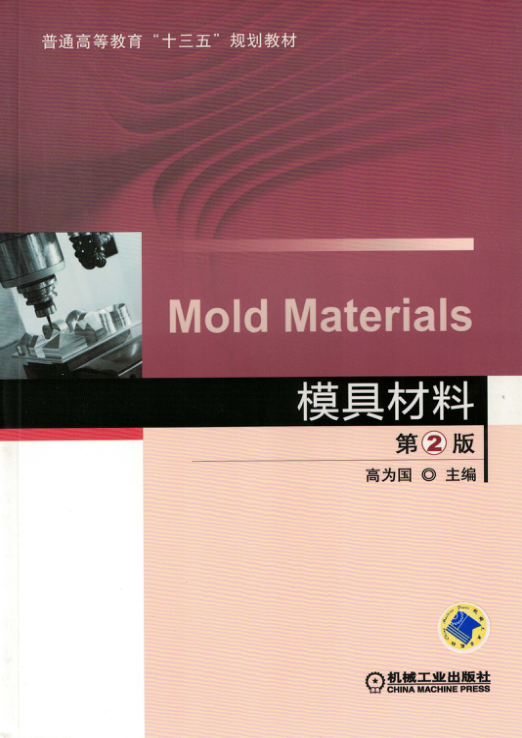 普通高等教育“十三五”规划教材
Mold Materials
模具材料
第②版
高为国 ◎ 主编
机械工业出版社
CHINA MACHINE PRESS